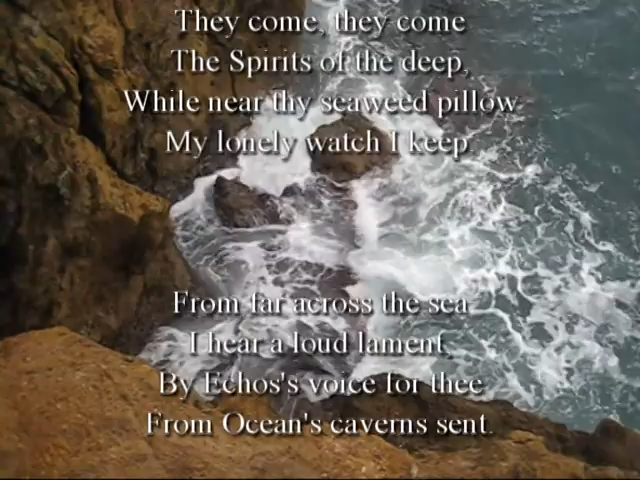 They come, they come
The Spirits of the deep,
While near thy seaweed pillow
My lonely watch I keep.
From far across the sea
I hear a loud lament,
By Echos's voice for thee
From Ocean's caverns sent.